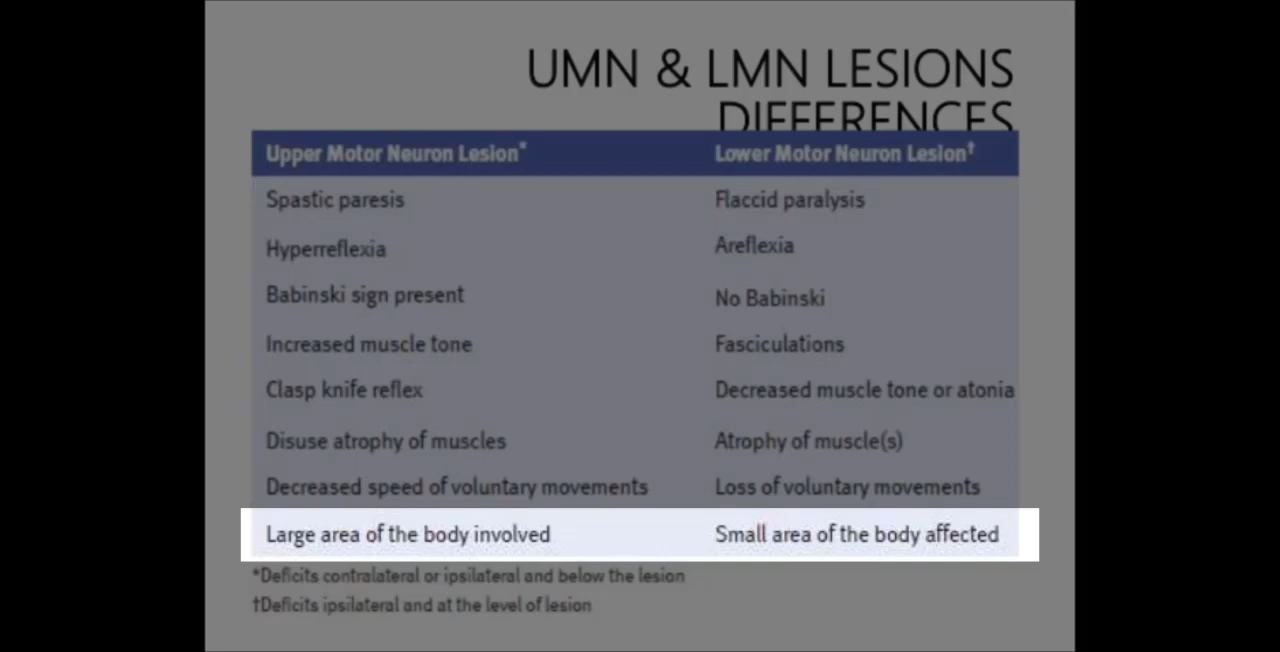 UMN & LMN LESIONS
DIFFERENCES
Upper Motor Neuron Lesion* Lower Motor Neuron Lesion†
Spastic paresis Flaccid paralysis
Hyperreflexia Areflexia
Babinski sign present No Babinski
Increased muscle tone Fasciculations
Clasp knife reflex Decreased muscle tone or atonia
Disuse atrophy of muscles Atrophy of muscle(s)
Decreased speed of voluntary movements Loss of voluntary movements
Large area of the body involved Small area of the body affected
*Deficits contralateral or ipsilateral and below the lesion
†Deficits ipsilateral and at the level of lesion